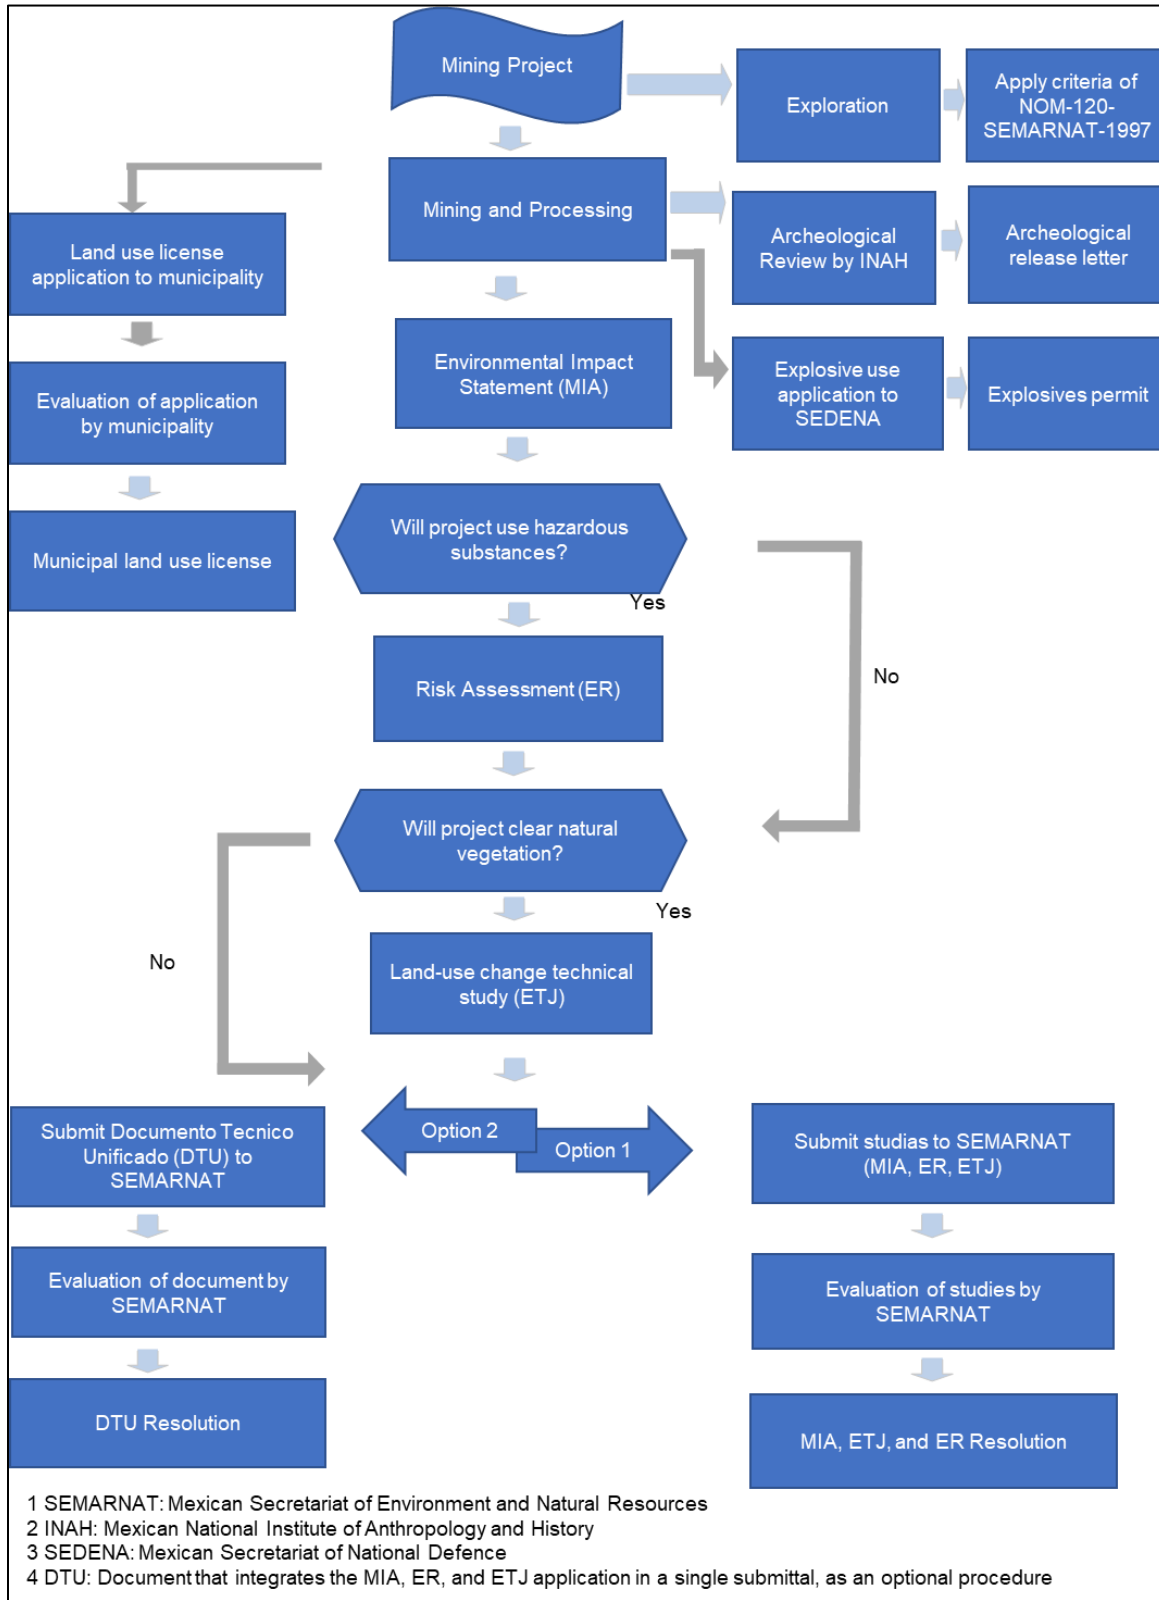 Mining Project
Exploration
Apply criteria of
NOM-120-
SEMARNAT-1997
Mining and Processing
Archeological
Review by INAH
Archeological
release letter
Land use license
application to municipality
Environmental Impact
Statement (MIA)
Explosive use
application to
SEDENA
Explosives permit
Evaluation of application
by municipality
Municipal land use license
Will project use hazardous
substances?
Yes
No
Risk Assessment (ER)
Will project clear natural
vegetation?
Yes
No
Land-use change technical
study (ETJ)
Option 2
Option 1
Submit Documento Tecnico
Unificado (DTU) to
SEMARNAT
Submit studias to SEMARNAT
(MIA, ER, ETJ)
Evaluation of document by
SEMARNAT
Evaluation of studies by
SEMARNAT
DTU Resolution
MIA, ETJ, and ER Resolution
1 SEMARNAT: Mexican Secretariat of Environment and Natural Resources
2 INAH: Mexican National Institute of Anthropology and History
3 SEDENA: Mexican Secretariat of National Defence
4 DTU: Document that integrates the MIA, ER, and ETJ application in a single submittal, as an optional procedure